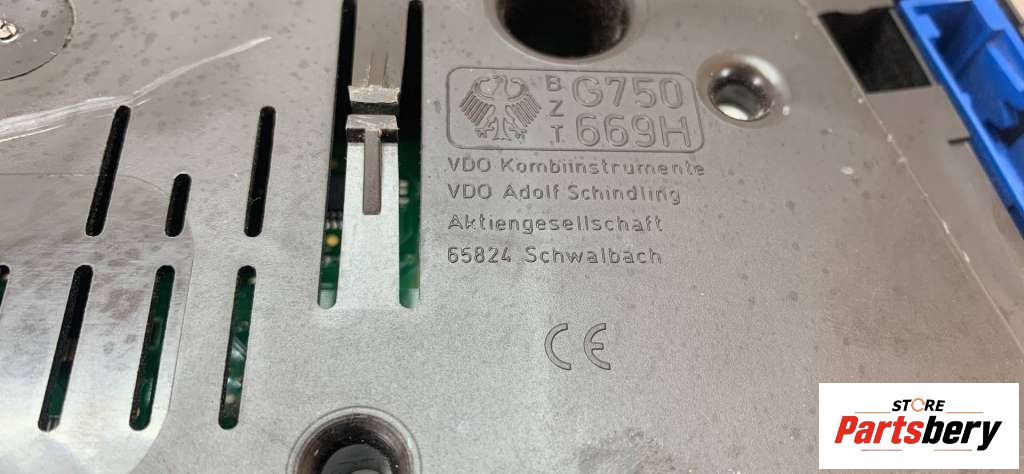 B
Z
T
G750
669H
VDO Kombiinstrumente
VDO Adolf Schindling
Aktiengesellschaft
65824 Schwalbach
CE
STORE
Partsbery